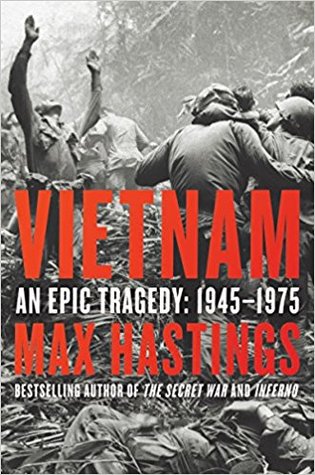 VIETNAM
AN EPIC TRAGEDY: 1945–1975
MAX HASTINGS
BESTSELLING AUTHOR OF THE SECRET WAR AND INFERNO